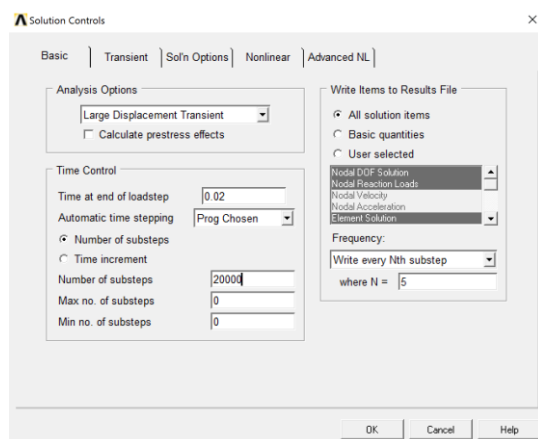 Solution Controls
Basic
Transient
Sol'n Options
Nonlinear
Advanced NL
Analysis Options
Large Displacement Transient
Calculate prestress effects
Time Control
Time at end of loadstep 0.02
Automatic time stepping Prog Chosen
Number of substeps
Time increment
Number of substeps 20000
Max no. of substeps 0
Min no. of substeps 0
Write Items to Results File
All solution items
Basic quantities
User selected
Nodal DOF Solution
Nodal Reaction Loads
Nodal Velocity
Nodal Acceleration
Element Solution
Frequency:
Write every Nth substep
where N = 5
OK
Cancel
Help